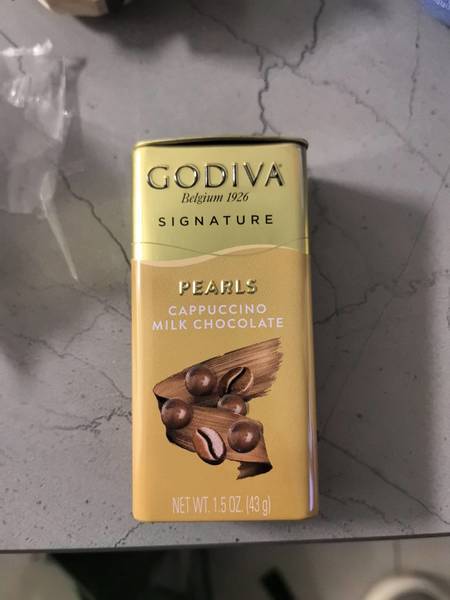 GODIVA
Belgium 1926
SIGNATURE
PEARLS
CAPPUCCINO
MILK CHOCOLATE
NET WT. 1.5 OZ. (43 g)